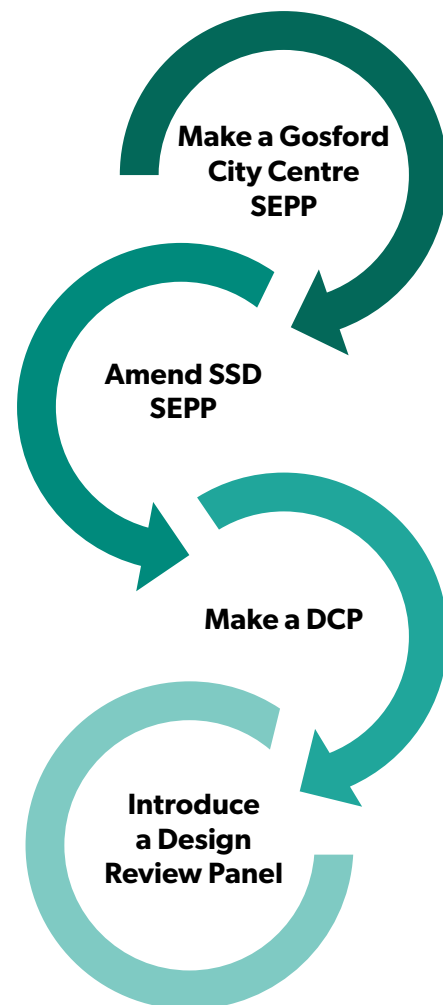 Make a Gosford
City Centre
SEPP
Amend SSD
SEPP
Make a DCP
Introduce
a Design
Review Panel